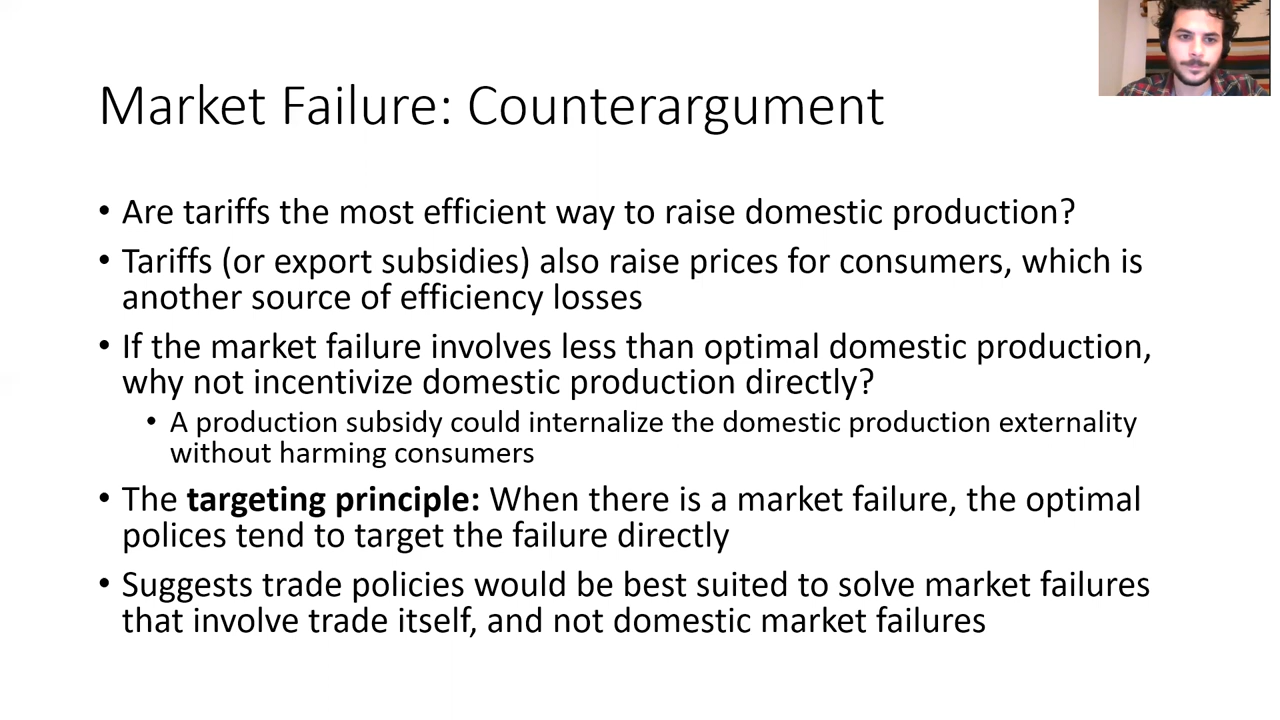 Market Failure: Counterargument
• Are tariffs the most efficient way to raise domestic production?
• Tariffs (or export subsidies) also raise prices for consumers, which is
another source of efficiency losses
• If the market failure involves less than optimal domestic production,
why not incentivize domestic production directly?
• A production subsidy could internalize the domestic production externality
without harming consumers
• The targeting principle: When there is a market failure, the optimal
polices tend to target the failure directly
• Suggests trade policies would be best suited to solve market failures
that involve trade itself, and not domestic market failures